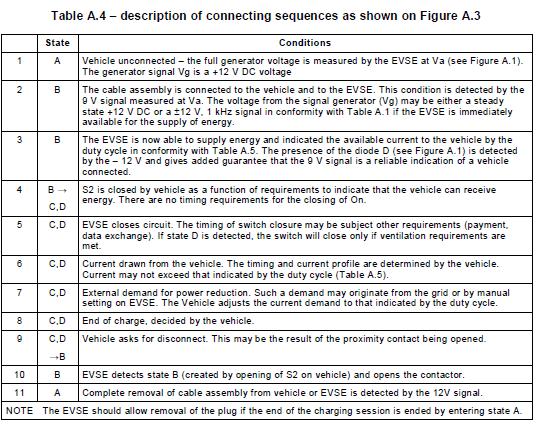 Table A.4 – description of connecting sequences as shown on Figure A.3
State Conditions
1 A Vehicle unconnected – the full generator voltage is measured by the EVSE at Va (see Figure A.1).
The generator signal Vg is a +12 V DC voltage
2 B The cable assembly is connected to the vehicle and to the EVSE. This condition is detected by the
9 V signal measured at Va. The voltage from the signal generator (Vg) may be either a steady
state +12 V DC or a ±12 V, 1 kHz signal in conformity with Table A.1 if the EVSE is immediately
available for the supply of energy.
3 B The EVSE is now able to supply energy and indicated the available current to the vehicle by the
duty cycle in conformity with Table A.5. The presence of the diode D (see Figure A.1) is detected
by the – 12 V and gives added guarantee that the 9 V signal is a reliable indication of a vehicle
connected.
4 B → S2 is closed by vehicle as a function of requirements to indicate that the vehicle can receive
C,D energy. There are no timing requirements for the closing of On.
5 C,D EVSE closes circuit. The timing of switch closure may be subject other requirements (payment,
data exchange). If state D is detected, the switch will close only if ventilation requirements are
met.
6 C,D Current drawn from the vehicle. The timing and current profile are determined by the vehicle.
Current may not exceed that indicated by the duty cycle (Table A.5).
7 C,D External demand for power reduction. Such a demand may originate from the grid or by manual
setting on EVSE. The Vehicle adjusts the current demand to that indicated by the duty cycle.
8 C,D End of charge, decided by the vehicle.
9 C,D Vehicle asks for disconnect. This may be the result of the proximity contact being opened.
→B
10 B EVSE detects state B (created by opening of S2 on vehicle) and opens the contactor.
11 A Complete removal of cable assembly from vehicle or EVSE is detected by the 12V signal.
NOTE The EVSE should allow removal of the plug if the end of the charging session is ended by entering state A.